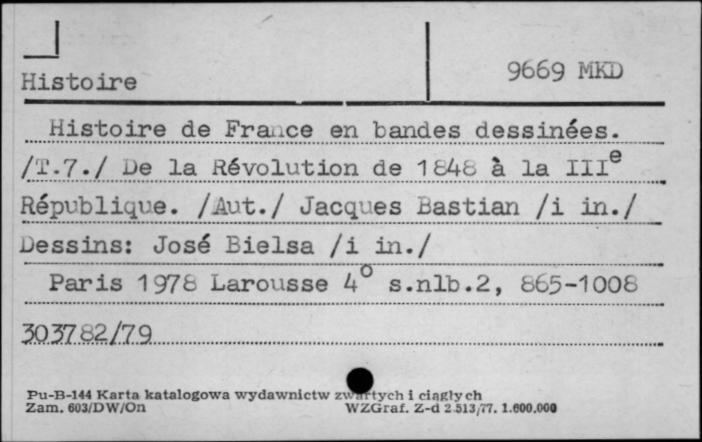 Histoire
9669 MKD
Histoire de France en bandes dessinées.
/T.7./ De la Révolution de 1848 à la IIIe
République. /Aut./ Jacques Bastian /i in./
Dessins: José Bielsa /i in./
Paris 1978 Larousse 4o s.nlb.2, 865-1008
303782/79
Pu-B-144 Karta katalogowa wydawnictw zwartych i ciągłych
Zam. 603/DW/On WZGraf. Z-d 2 513/77. 1.600.000